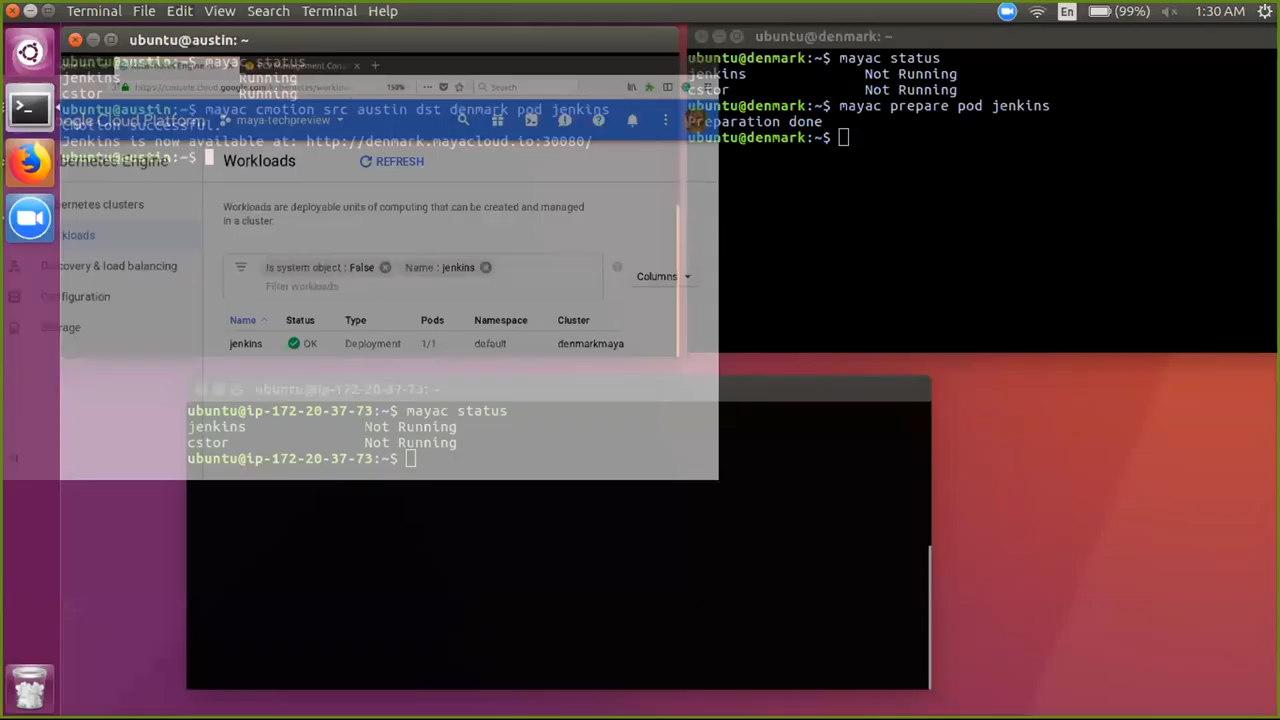 Terminal File Edit View Search Terminal Help
En (99%) 1:30 AM
ubuntu@austin: ~
ubuntu@austin:~$ mayac status
jenkins Running
cstor Running
ubuntu@austin:~$ mayac cmotion src austin dst denmark pod jenkins
cmotion successful.
Jenkins is now available at: http://denmark.mayacloud.io:30080/
ubuntu@austin:~$
150%
Search
Cloud Platform
maya-techpreview
Kubernetes Engine
Workloads
REFRESH
Kubernetes clusters
Workloads
Discovery & load balancing
Configuration
Storage
Workloads are deployable units of computing that can be created and managed
in a cluster.
Is system object : False
Name : jenkins
Filter workloads
Columns
Name Status Type Pods Namespace Cluster
jenkins OK Deployment 1/1 default denmarkmaya
ubuntu@denmark: ~
ubuntu@denmark:~$ mayac status
jenkins Not Running
cstor Not Running
ubuntu@denmark:~$ mayac prepare pod jenkins
Preparation done
ubuntu@denmark:~$
ubuntu@ip-172-20-37-73: ~
ubuntu@ip-172-20-37-73:~$ mayac status
jenkins Not Running
cstor Not Running
ubuntu@ip-172-20-37-73:~$